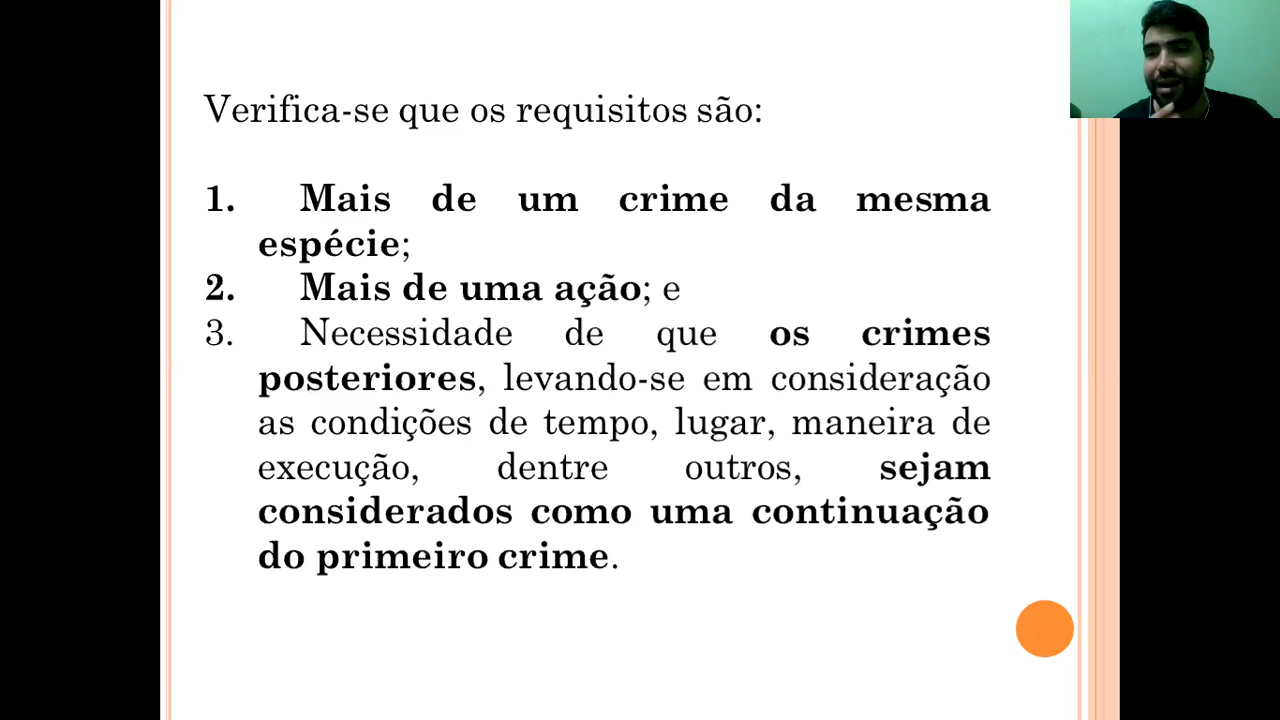 Verifica-se que os requisitos são:
1. Mais de um crime da mesma
espécie;
2. Mais de uma ação; e
3. Necessidade de que os crimes
posteriores, levando-se em consideração
as condições de tempo, lugar, maneira de
execução, dentre outros, sejam
considerados como uma continuação
do primeiro crime.